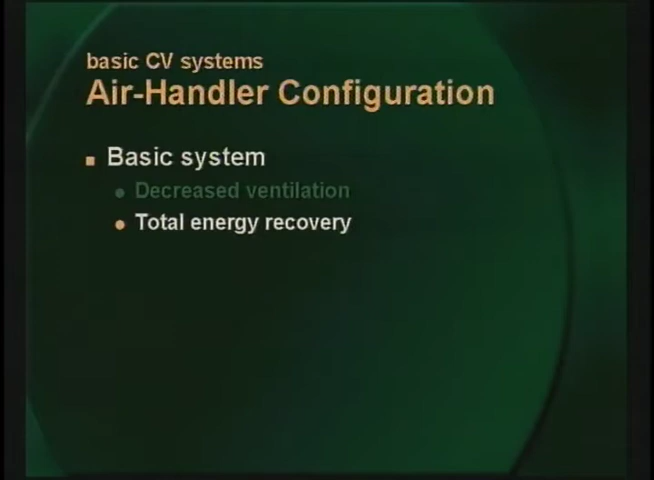 basic CV systems
Air-Handler Configuration
Basic system
Decreased ventilation
Total energy recovery